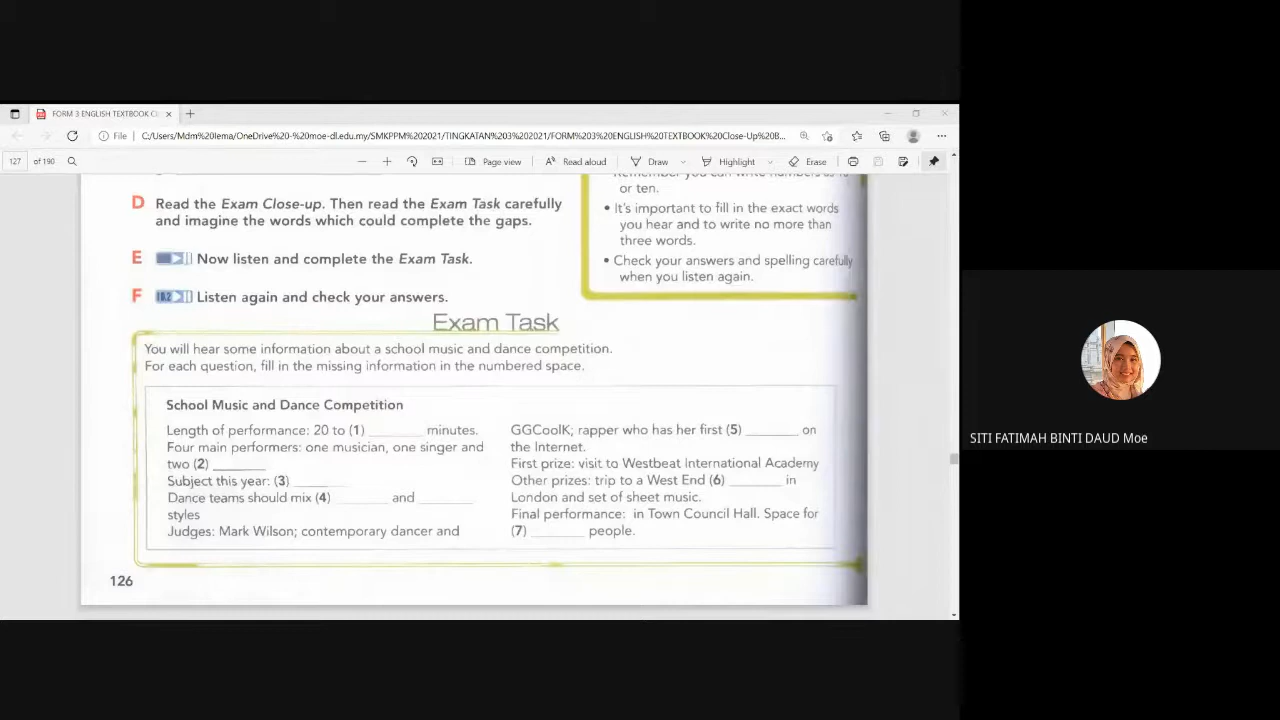 FORM 3 ENGLISH TEXTBOOK CL
File
C:/Users/Mdm%20lema/OneDrive%20-%20moe-dl.edu.my/SMKPPM%202021/TINGKATAN%203%202021/FORM%203%20ENGLISH%20TEXTBOOK%20Close-Up%20B...
127 of 190
Page view
Read aloud
Draw
Highlight
Erase
Remember you can write numbers as 10
or ten.
• It's important to fill in the exact words
you hear and to write no more than
three words.
• Check your answers and spelling carefully
when you listen again.
D Read the Exam Close-up. Then read the Exam Task carefully
and imagine the words which could complete the gaps.
E Now listen and complete the Exam Task.
F 10.2 Listen again and check your answers.
Exam Task
You will hear some information about a school music and dance competition.
For each question, fill in the missing information in the numbered space.
School Music and Dance Competition
Length of performance: 20 to (1) ________ minutes.
Four main performers: one musician, one singer and
two (2) ________
Subject this year: (3) ________
Dance teams should mix (4) ________ and ________
styles
Judges: Mark Wilson; contemporary dancer and
GGCoolK; rapper who has her first (5) ________ on
the Internet.
First prize: visit to Westbeat International Academy
Other prizes: trip to a West End (6) ________ in
London and set of sheet music.
Final performance: in Town Council Hall. Space for
(7) ________ people.
126
SITI FATIMAH BINTI DAUD Moe